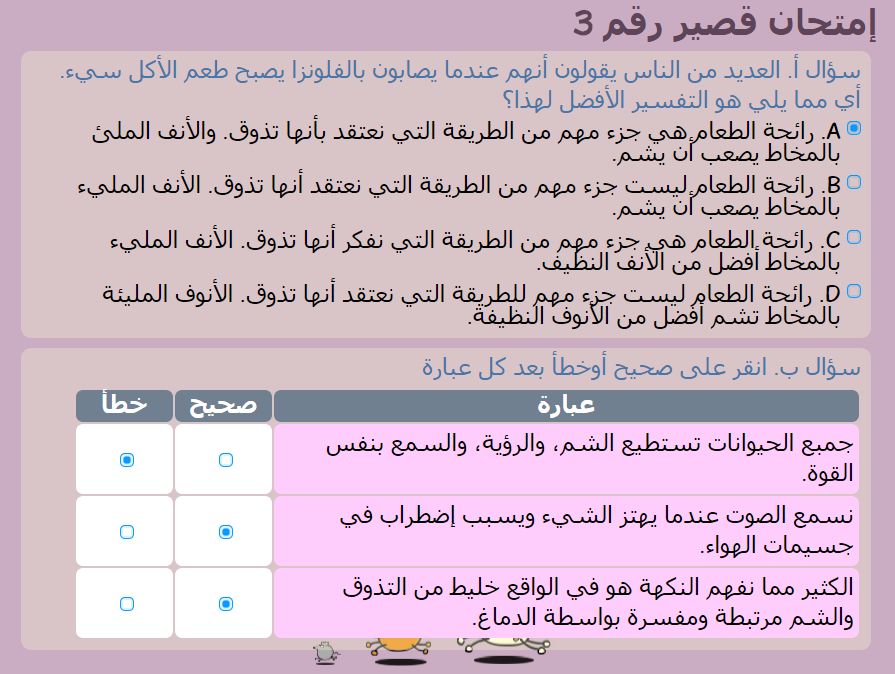 إمتحان قصير رقم 3
سؤال أ. العديد من الناس يقولون أنهم عندما يصابون بالفلونزا يصبح طعم الأكل سيء.
أي مما يلي هو التفسير الأفضل لهذا؟
A. رائحة الطعام هي جزء مهم من الطريقة التي نعتقد بأنها تذوق. والأنف الملئ
بالمخاط يصعب أن يشم.
B. رائحة الطعام ليست جزء مهم من الطريقة التي نعتقد أنها تذوق. الأنف المليء
بالمخاط يصعب أن يشم.
C. رائحة الطعام هي جزء مهم من الطريقة التي نفكر أنها تذوق. الأنف المليء
بالمخاط أفضل من الأنف النظيف.
D. رائحة الطعام ليست جزء مهم للطريقة التي نعتقد أنها تذوق. الأنوف المليئة
بالمخاط تشم أفضل من الأنوف النظيفة.
سؤال ب. انقر على صحيح أوخطأ بعد كل عبارة
عبارة صحيح خطأ
جمبع الحيوانات تستطيع الشم، والرؤية، والسمع بنفس
القوة.
نسمع الصوت عندما يهتز الشيء ويسبب إضطراب في
جسيمات الهواء.
الكثير مما نفهم النكهة هو في الواقع خليط من التذوق
والشم مرتبطة ومفسرة بواسطة الدماغ.